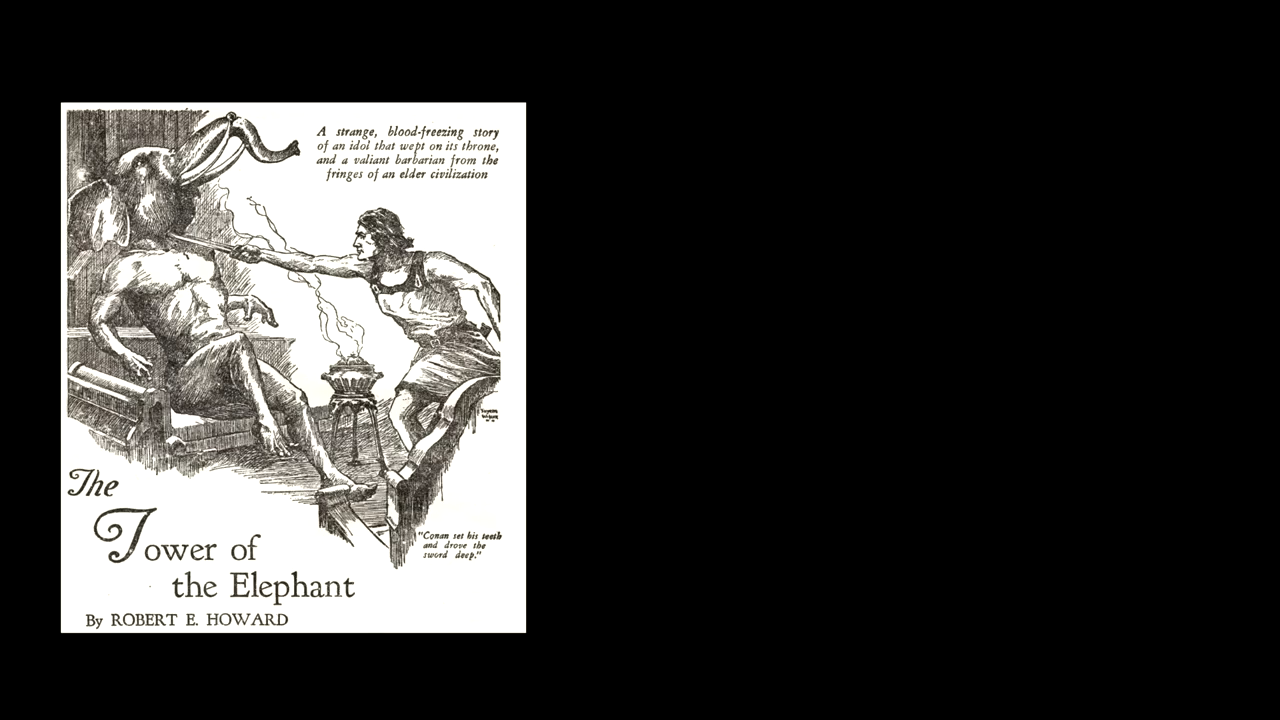 A strange, blood-freezing story
of an idol that wept on its throne,
and a valiant barbarian from the
fringes of an elder civilization
The
Tower of
the Elephant
By ROBERT E. HOWARD
"Conan set his teeth
and drove the
sword deep."